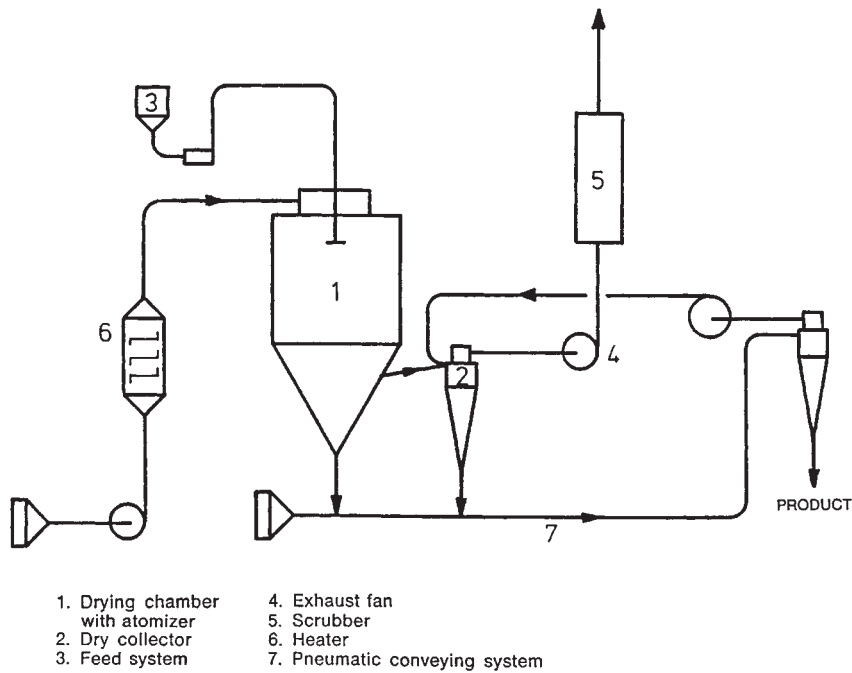 3
5
1
6
4
2
PRODUCT
7
1. Drying chamber
with atomizer
2. Dry collector
3. Feed system
4. Exhaust fan
5. Scrubber
6. Heater
7. Pneumatic conveying system